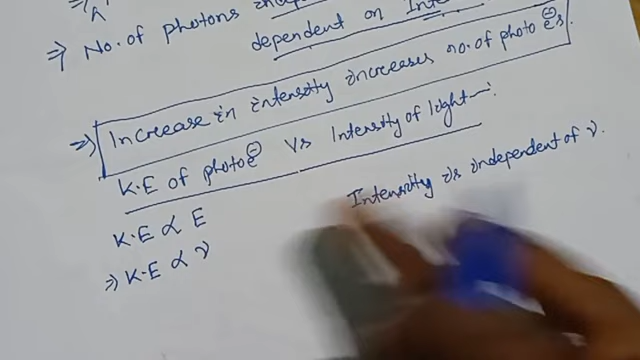 ⇒ No. of photons
dependent on
⇒) Increase in intensity increases no. of photo e⊖s.
K.E of photo e⊖ Vs Intensity of light :
K.E ∝ E
Intensity is independent of ν.
⇒ K.E ∝ ν